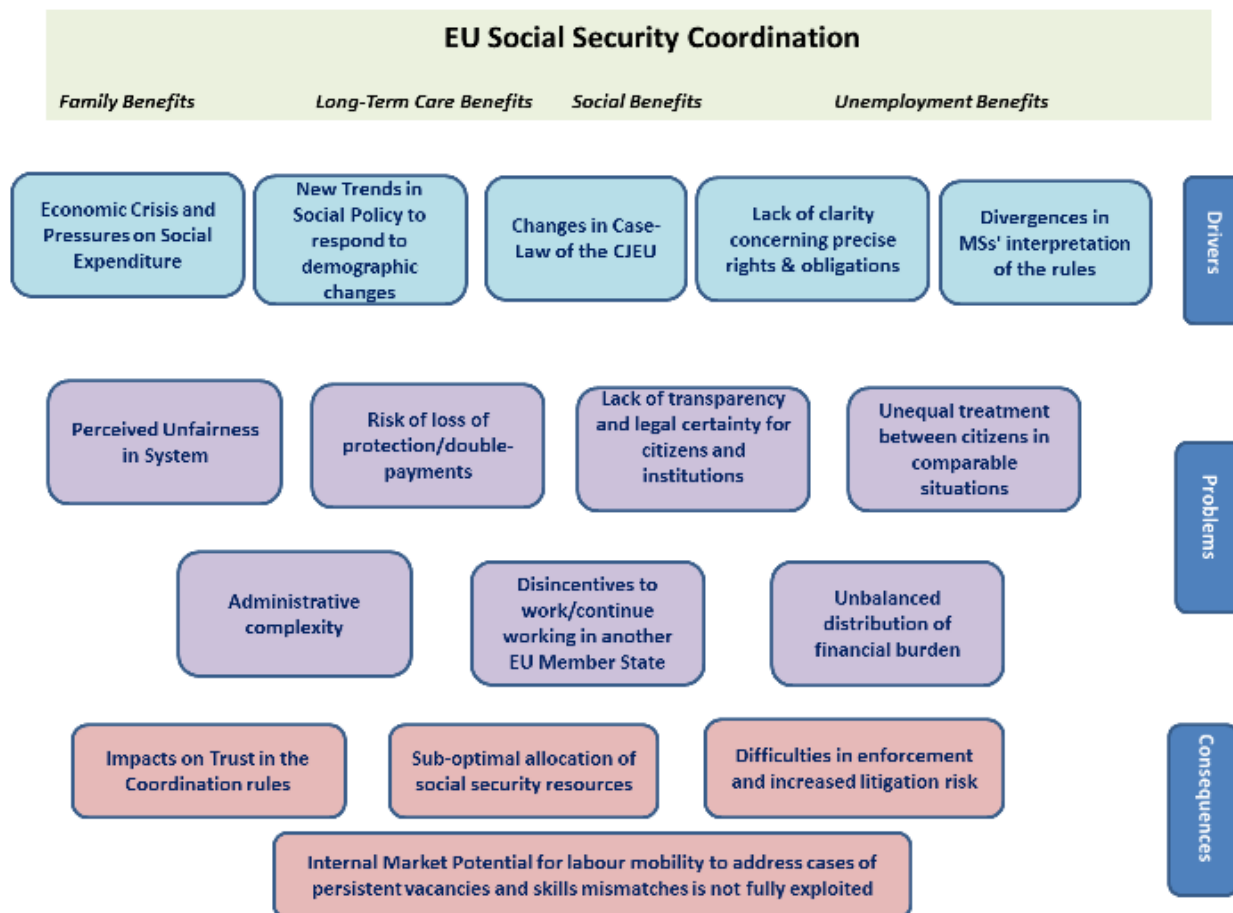 EU Social Security Coordination
Family Benefits Long-Term Care Benefits Social Benefits Unemployment Benefits
Economic Crisis and
Pressures on Social
Expenditure
New Trends in
Social Policy to
respond to
demographic
changes
Changes in Case-
Law of the CJEU
Lack of clarity
concerning precise
rights & obligations
Divergences in
MSs' interpretation
of the rules
Drivers
Perceived Unfairness
in System
Risk of loss of
protection/double-
payments
Lack of transparency
and legal certainty for
citizens and
institutions
Unequal treatment
between citizens in
comparable
situations
Problems
Administrative
complexity
Disincentives to
work/continue
working in another
EU Member State
Unbalanced
distribution of
financial burden
Impacts on Trust in the
Coordination rules
Sub-optimal allocation of
social security resources
Difficulties in enforcement
and increased litigation risk
Consequences
Internal Market Potential for labour mobility to address cases of
persistent vacancies and skills mismatches is not fully exploited